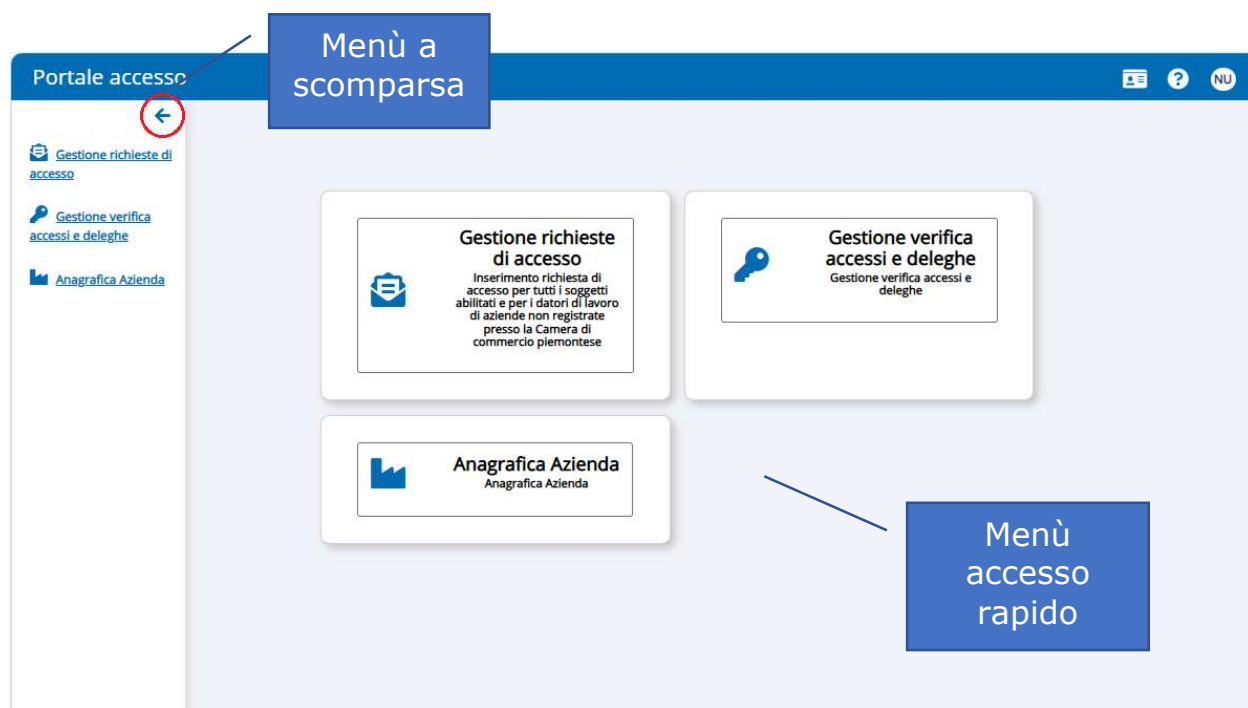 Menù a
scomparsa
Portale accesso
NU
Gestione richieste di
accesso
Gestione verifica
accessi e deleghe
Anagrafica Azienda
Gestione richieste
di accesso
Inserimento richiesta di
accesso per tutti i soggetti
abilitati e per i datori di lavoro
di aziende non registrate
presso la Camera di
commercio piemontese
Gestione verifica
accessi e deleghe
Gestione verifica accessi e
deleghe
Anagrafica Azienda
Anagrafica Azienda
Menù
accesso
rapido